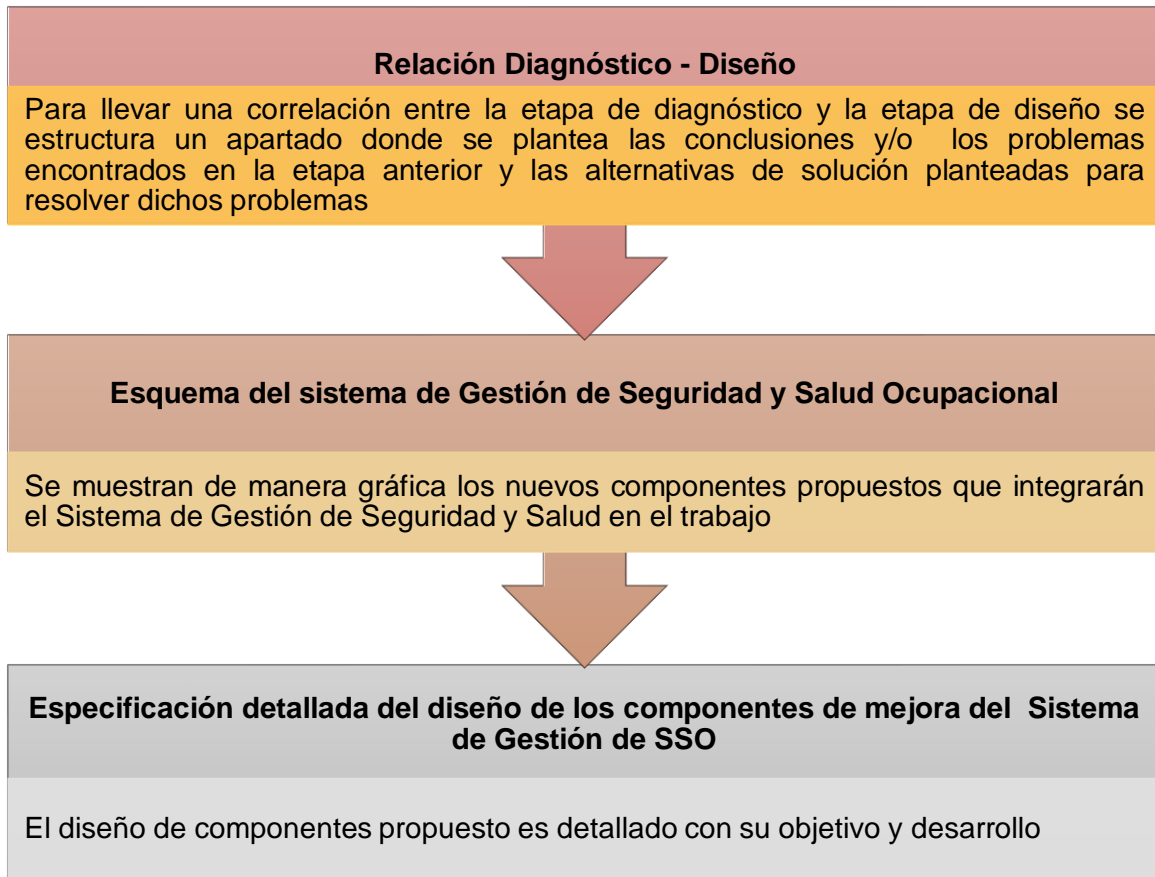 Relación Diagnóstico - Diseño
Para llevar una correlación entre la etapa de diagnóstico y la etapa de diseño se
estructura un apartado donde se plantea las conclusiones y/o los problemas
encontrados en la etapa anterior y las alternativas de solución planteadas para
resolver dichos problemas
Esquema del sistema de Gestión de Seguridad y Salud Ocupacional
Se muestran de manera gráfica los nuevos componentes propuestos que integrarán
el Sistema de Gestión de Seguridad y Salud en el trabajo
Especificación detallada del diseño de los componentes de mejora del Sistema
de Gestión de SSO
El diseño de componentes propuesto es detallado con su objetivo y desarrollo